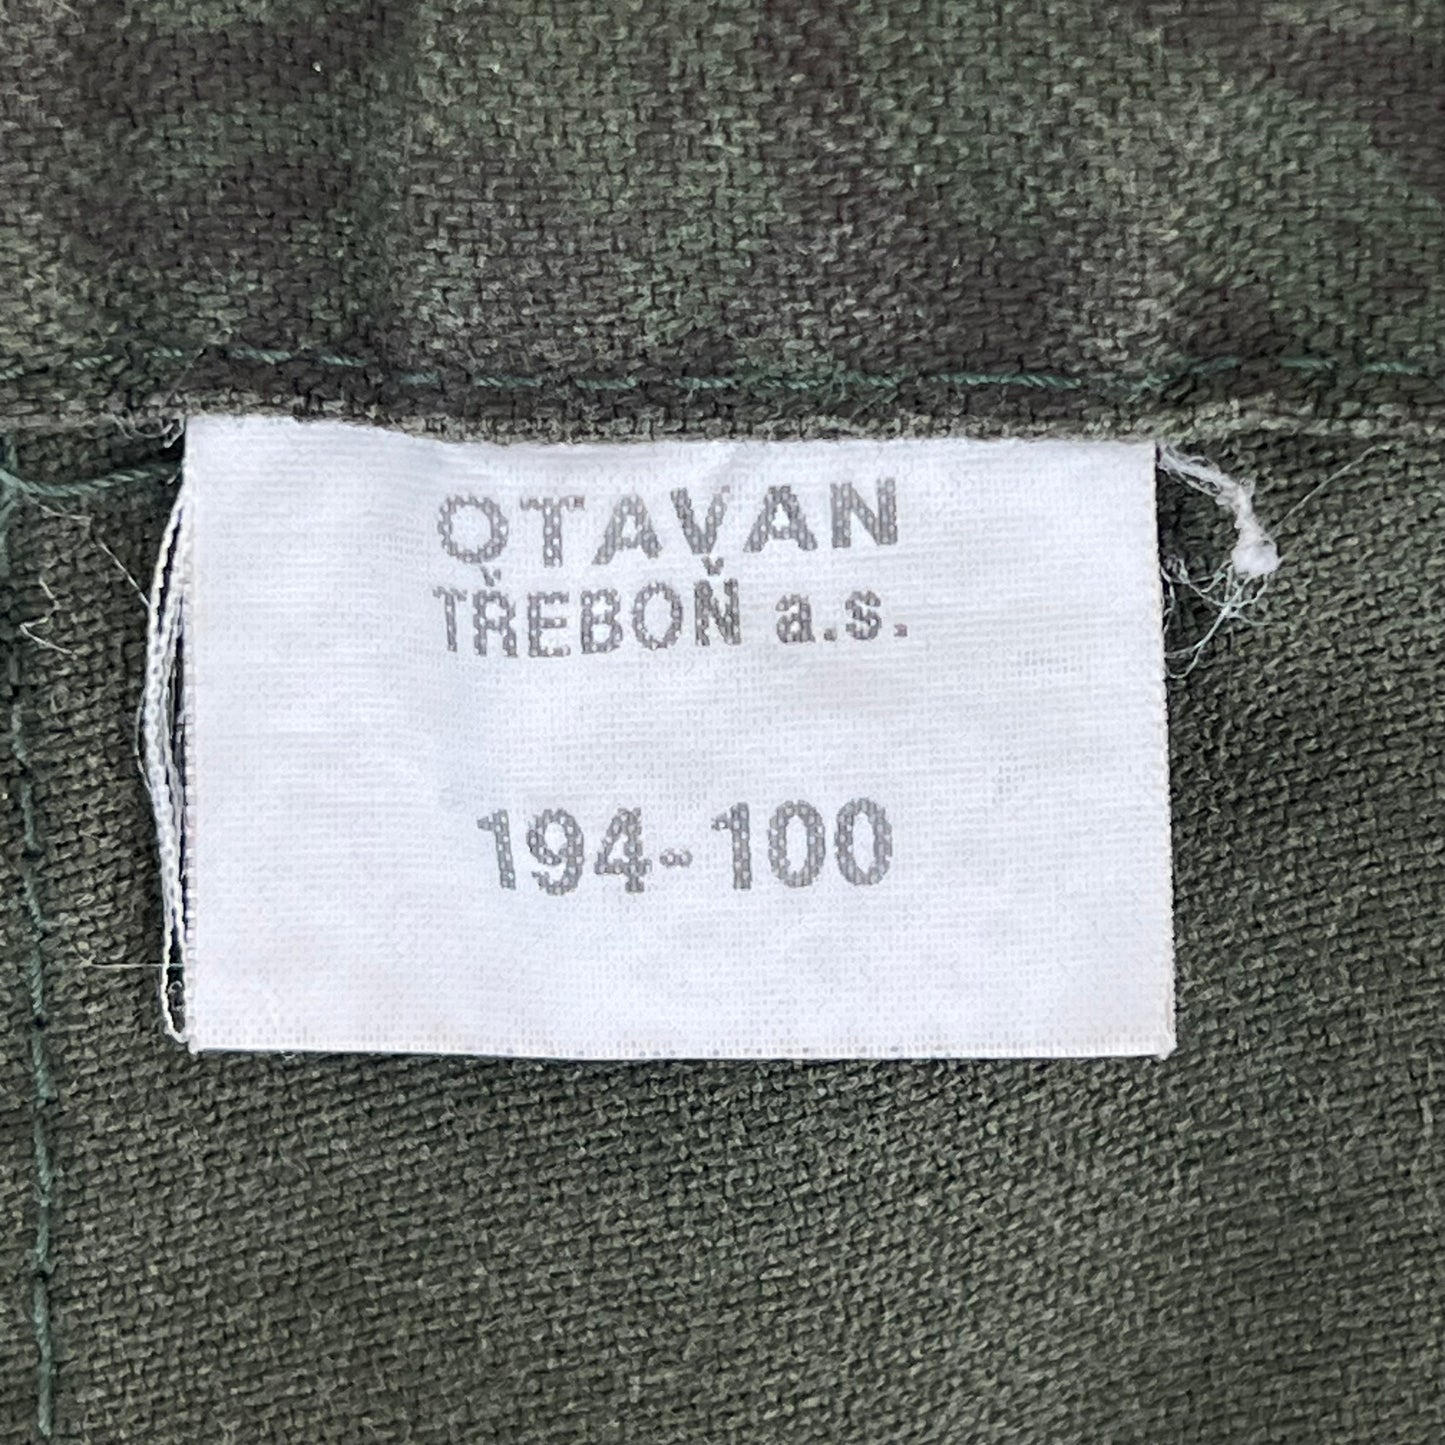 OTAVAN
TŘEBOŇ a.s.
194-100